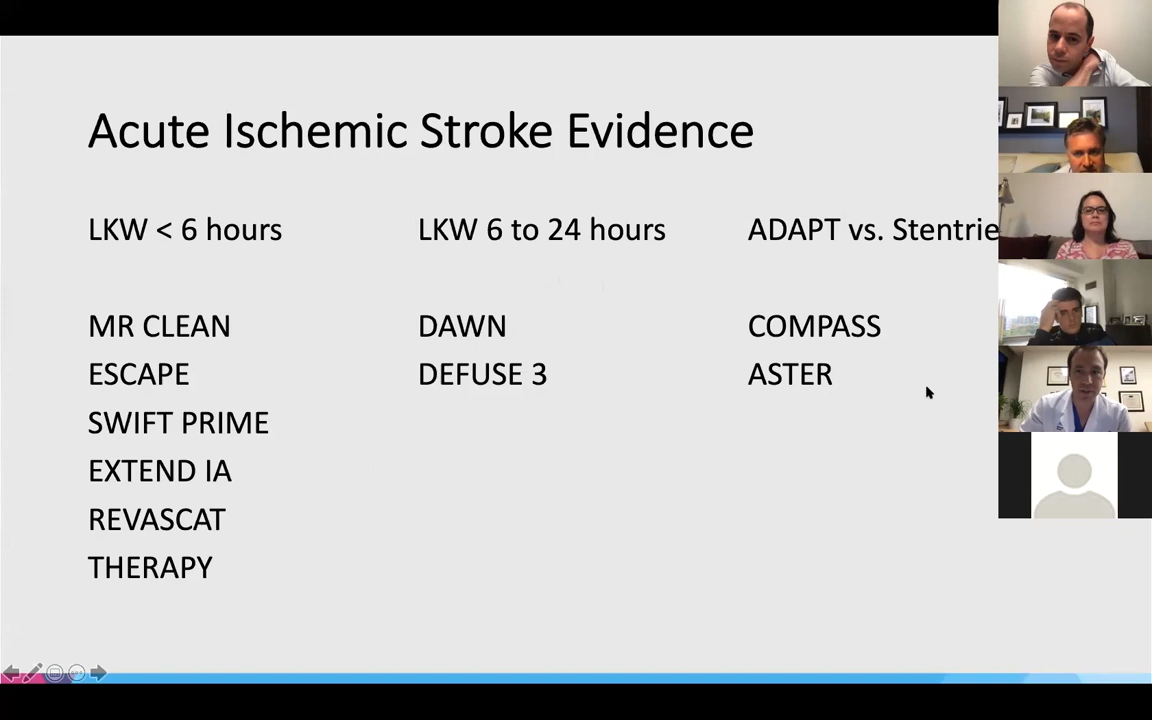 Acute Ischemic Stroke Evidence
LKW < 6 hours
MR CLEAN
ESCAPE
SWIFT PRIME
EXTEND IA
REVASCAT
THERAPY
LKW 6 to 24 hours
DAWN
DEFUSE 3
ADAPT vs. Stentrie
COMPASS
ASTER